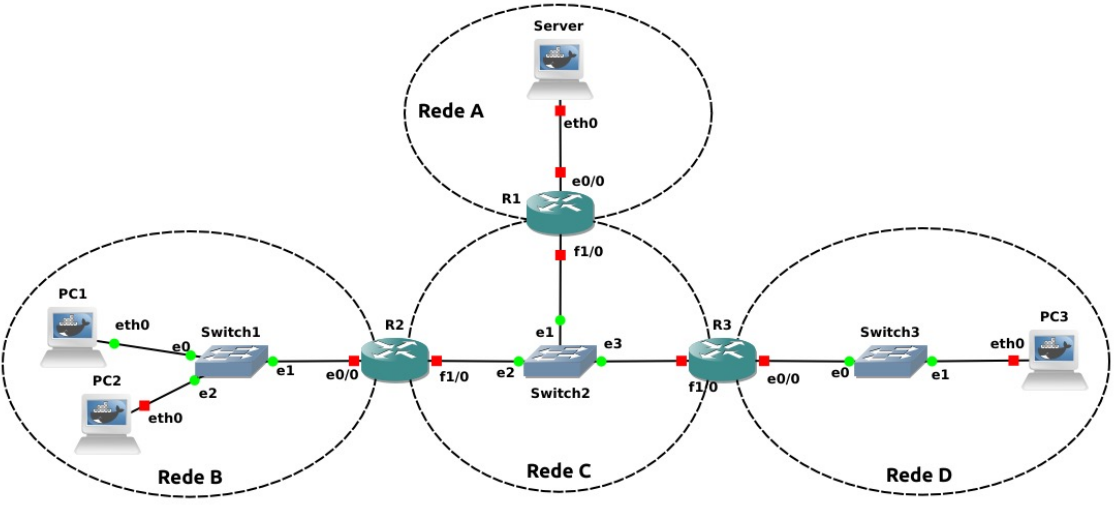 Server
Rede A
eth0
e0/0
R1
f1/0
PC1
eth0
Switch1
e0
e1
PC2
e2
eth0
R2
e0/0
f1/0
e1
e2
e3
Switch2
R3
f1/0
e0/0
Switch3
e0
e1
PC3
eth0
Rede B
Rede C
Rede D